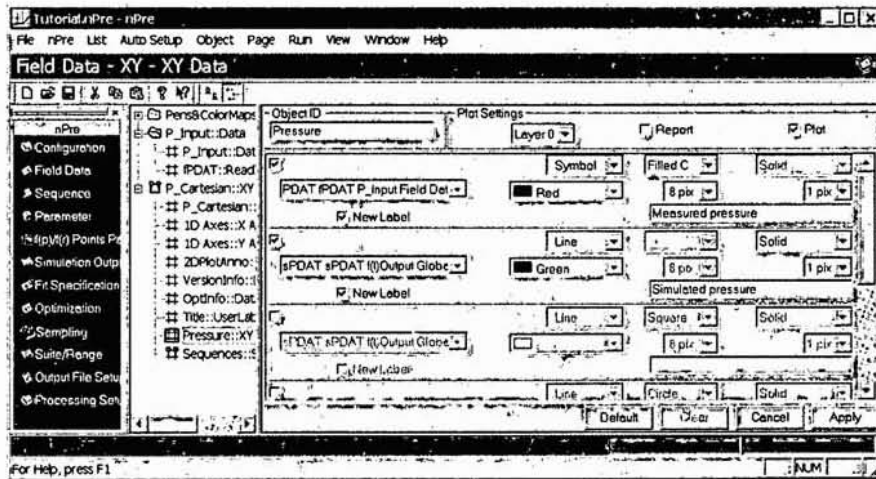 Tutorial.nPre - nPre
File nPre List Auto Setup Object Page Run View Window Help
Field Data - XY - XY Data
nPre
Configuration
Field Data
Sequence
Parameter
f(p)/f(r) Points Pa
Simulation Outp
Fit Specification
Optimization
Sampling
Suite/Range
Output File Setu
Processing Set
Pens&ColorMaps
P_Input::Data
P_Input::Dat
fPDAT::Read
P_Cartesian::XY
P_Cartesian::
1D Axes::X A
1D Axes::Y A
2DPlotAnno::
VersionInfo::
OptInfo::Dat
Title::UserLab
Pressure::XY
Sequences::S
Object ID
Plot Settings
Pressure
Layer 0
Report
Plot
Symbol
Filled C
Solid
PDAT fPDAT P_Input Field Dat
Red
8 pix
1 pix
New Label
Measured pressure
Line
Solid
sPDAT sPDAT f(t)Output Globe
Green
8 pix
1 pix
New Label
Simulated pressure
Line
Square
Solid
sPDAT sPDAT f(t)Output Globe
8 pix
1 pix
New Label
Line
Circle
Solid
Default
Clear
Cancel
Apply
For Help, press F1
NUM